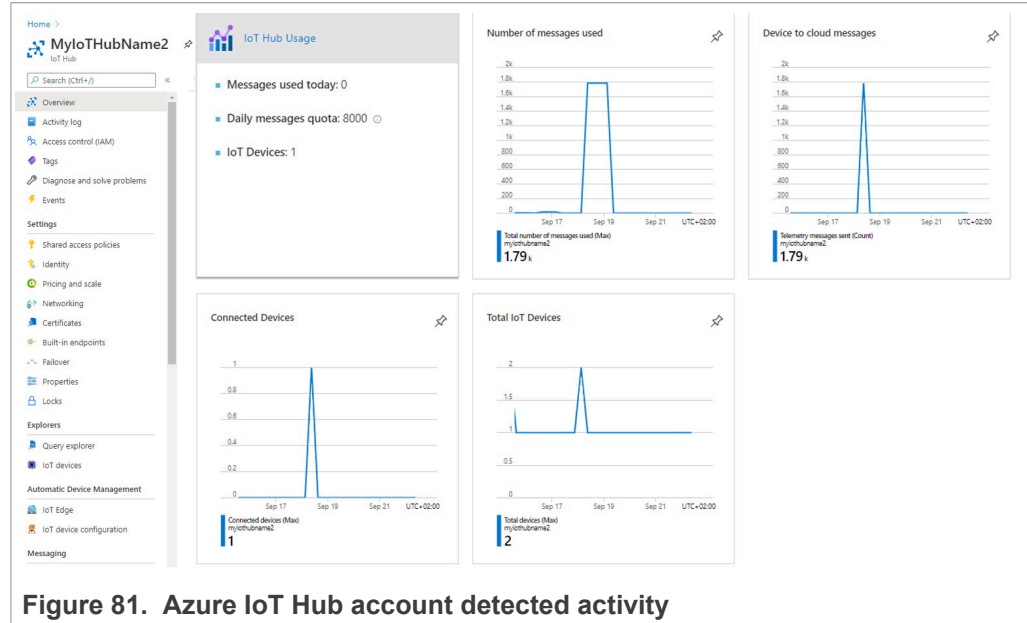 Home >
MyIoTHubName2
IoT Hub
Search (Ctrl+/)
«
Overview
Activity log
Access control (IAM)
Tags
Diagnose and solve problems
Events
Settings
Shared access policies
Identity
Pricing and scale
Networking
Certificates
Built-in endpoints
Failover
Properties
Locks
Explorers
Query explorer
IoT devices
Automatic Device Management
IoT Edge
IoT device configuration
Messaging
IoT Hub Usage
Messages used today: 0
Daily messages quota: 8000
IoT Devices: 1
Number of messages used
2k
1.8k
1.6k
1.4k
1.2k
1k
800
600
400
200
0
Sep 17 Sep 19 Sep 21 UTC+02:00
Total number of messages used (Max)
myiothubname2
1.79 k
Device to cloud messages
2k
1.8k
1.6k
1.4k
1.2k
1k
800
600
400
200
0
Sep 17 Sep 19 Sep 21 UTC+02:00
Telemetry messages sent (Count)
myiothubname2
1.79 k
Connected Devices
1
0.8
0.6
0.4
0.2
0
Sep 17 Sep 19 Sep 21 UTC+02:00
Connected devices (Max)
myiothubname2
1
Total IoT Devices
2
1.5
1
0.5
0
Sep 17 Sep 19 Sep 21 UTC+02:00
Total devices (Max)
myiothubname2
2
Figure 81. Azure IoT Hub account detected activity